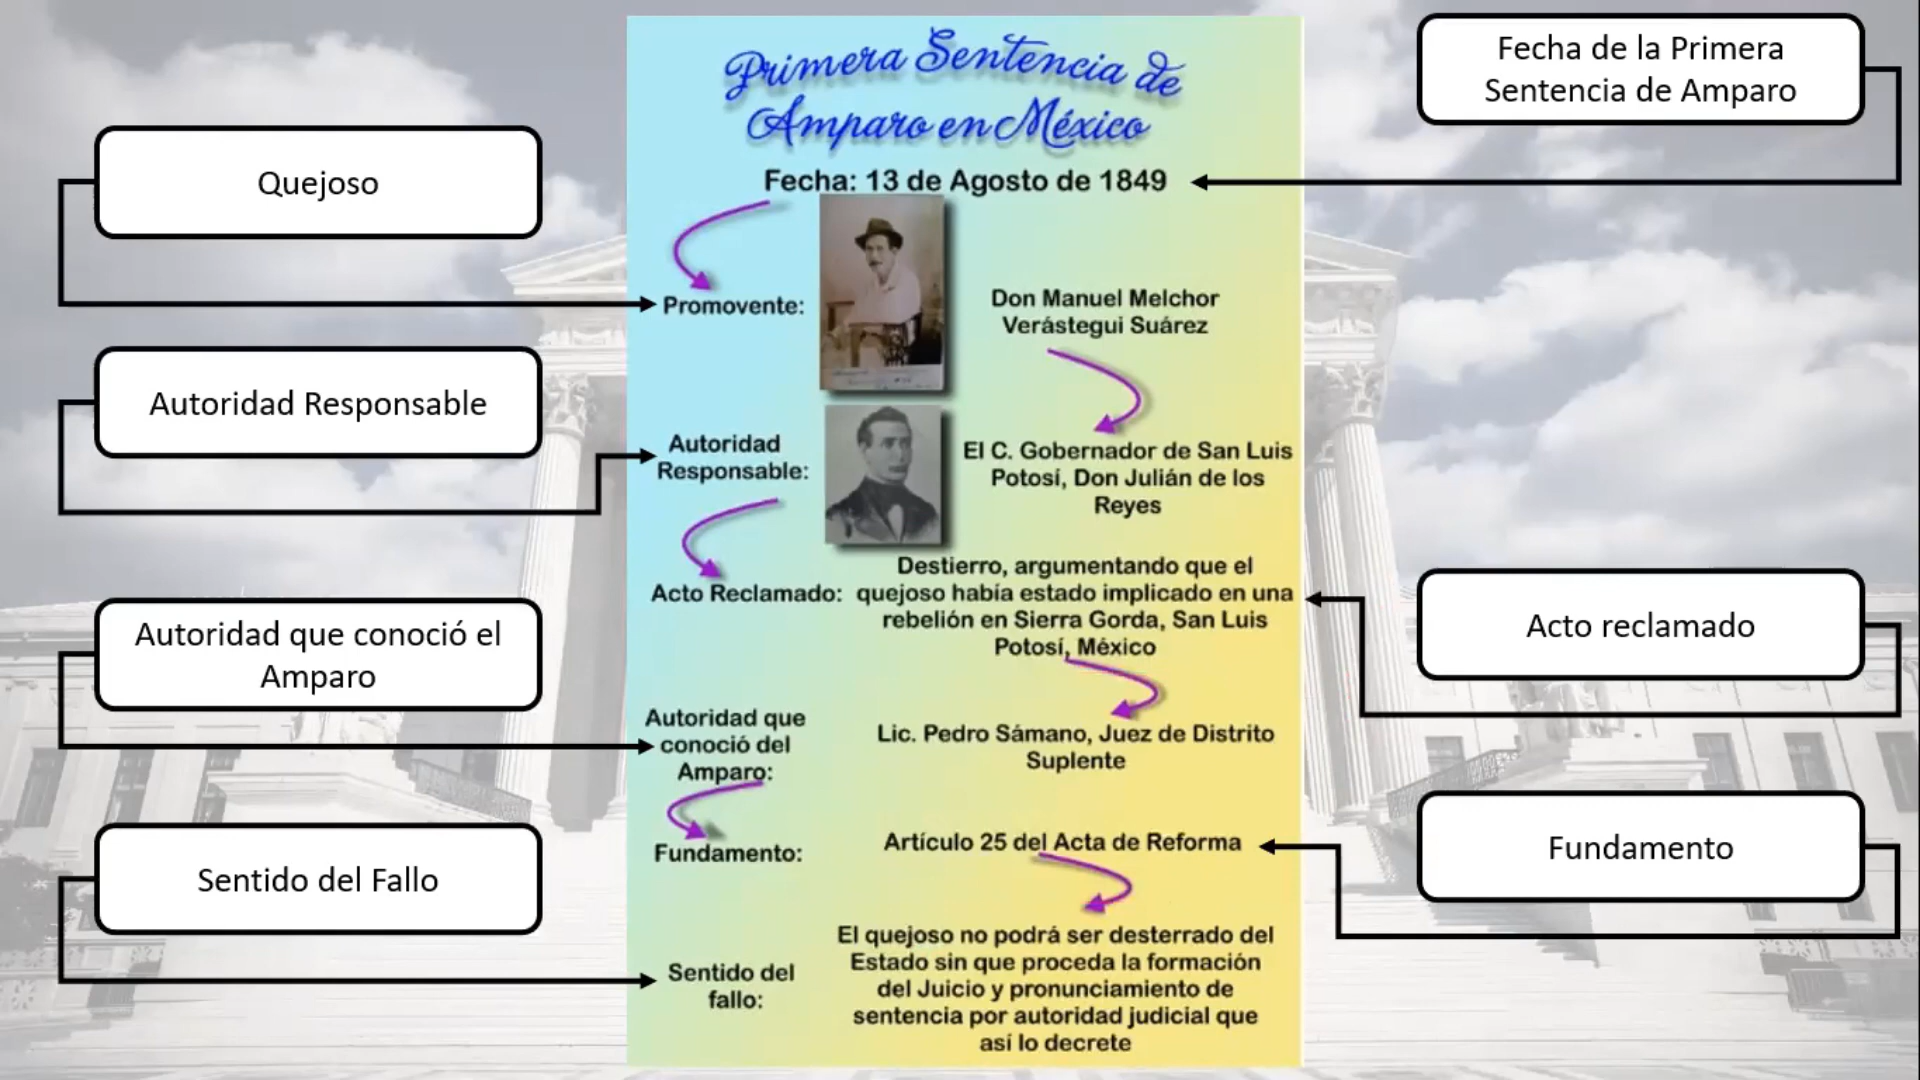 Primera Sentencia de
Amparo en México
Fecha: 13 de Agosto de 1849
Promovente:
Don Manuel Melchor
Verástegui Suárez
Autoridad
Responsable:
El C. Gobernador de San Luis
Potosí, Don Julián de los
Reyes
Acto Reclamado:
Destierro, argumentando que el
quejoso había estado implicado en una
rebelión en Sierra Gorda, San Luis
Potosí, México
Autoridad que
conoció del
Amparo:
Lic. Pedro Sámano, Juez de Distrito
Suplente
Fundamento:
Artículo 25 del Acta de Reforma
Sentido del
fallo:
El quejoso no podrá ser desterrado del
Estado sin que proceda la formación
del Juicio y pronunciamiento de
sentencia por autoridad judicial que
así lo decrete
Quejoso
Autoridad Responsable
Autoridad que conoció el
Amparo
Sentido del Fallo
Fecha de la Primera
Sentencia de Amparo
Acto reclamado
Fundamento